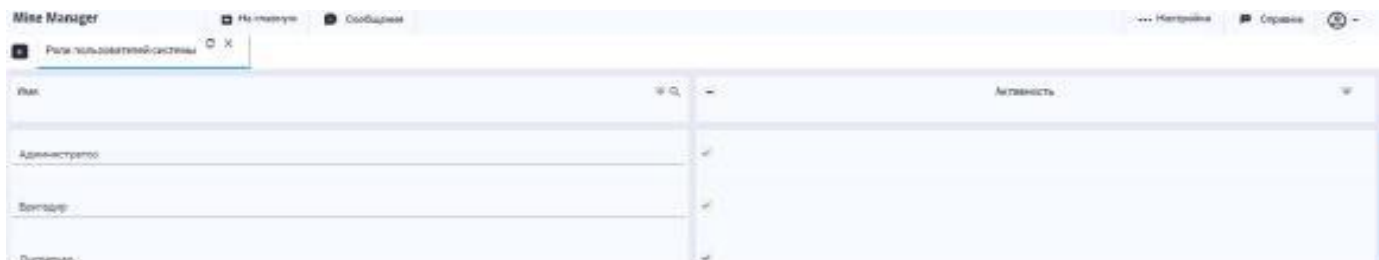 Mine Manager На главную Сообщения ... Настройки Справка
Роли пользователей системы
Имя Активность
Администратор
Бригадир